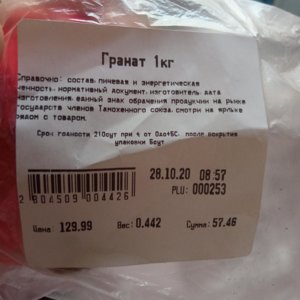 Гранат 1кг
Справочно: состав, пищевая и энергетическая
ценность, нормативный документ, изготовитель, дата
изготовления, единый знак обращения продукции на рынке
государств членов Таможенного союза, смотри на ярлыке
рядом с товаром.
Срок годности 210сут при t от 0до+5С, после вскрытия
упаковки 6сут
28.10.20 08:57
PLU: 000253
2 804509 004426
Цена: 129.99 Вес: 0.442 Сумма: 57.46